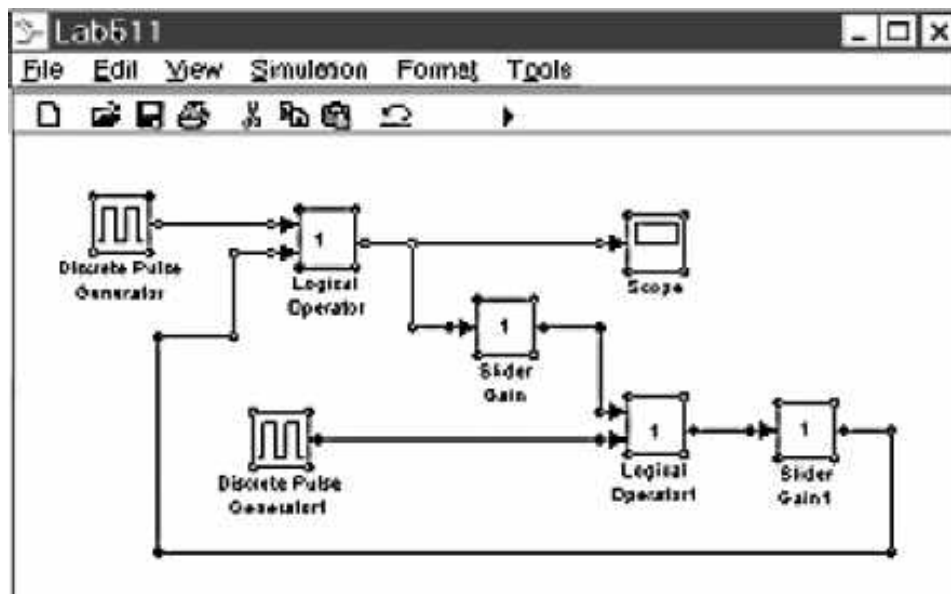 Lab511
File Edit View Simulation Format Tools
1
Discrete Pulse
Generator
Logical
Operator
Scope
1
Slider
Gain
1
1
Discrete Pulse
Generator1
Logical
Operator1
Slider
Gain1